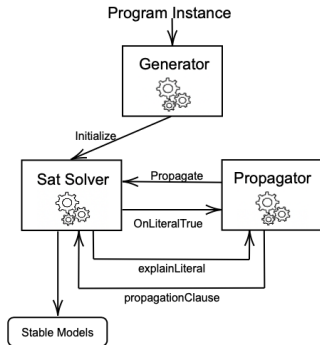 Program Instance
Generator
Initialize
Sat Solver
Propagate
Propagator
OnLiteralTrue
explainLiteral
propagationClause
Stable Models